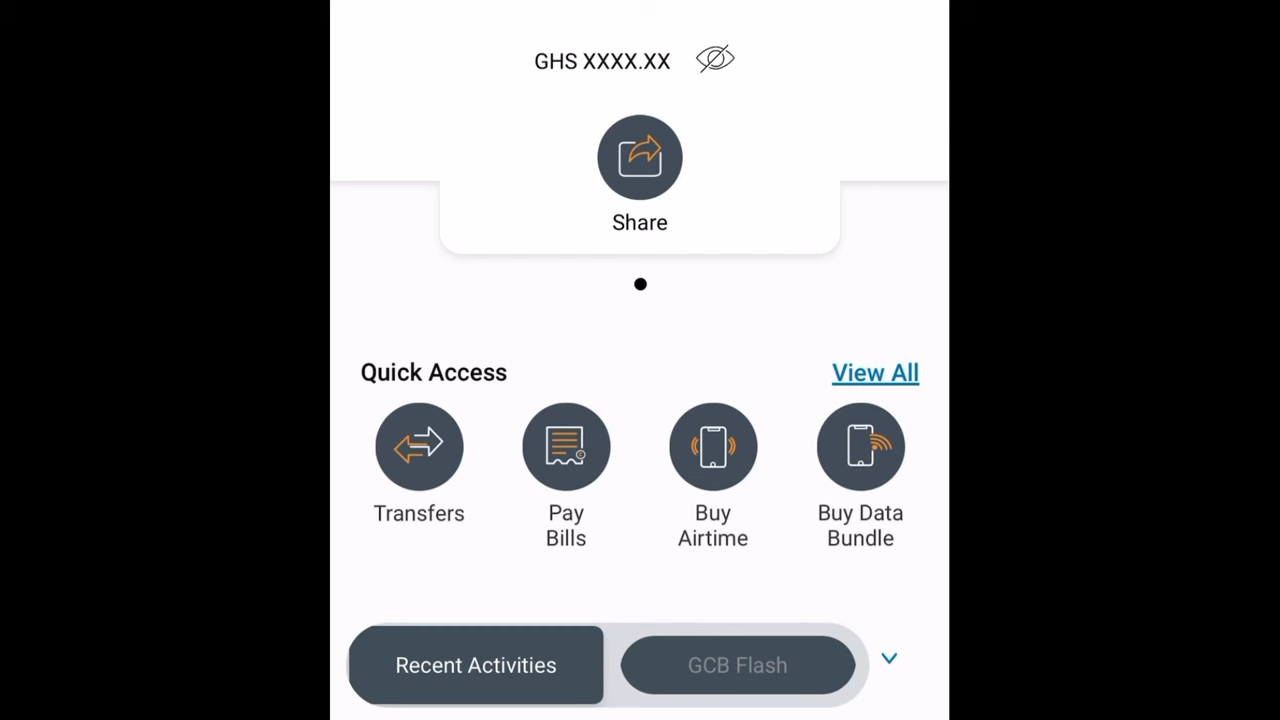 GHS XXXX.XX
Share
Quick Access
View All
Transfers
Pay
Bills
Buy
Airtime
Buy Data
Bundle
Recent Activities
GCB Flash